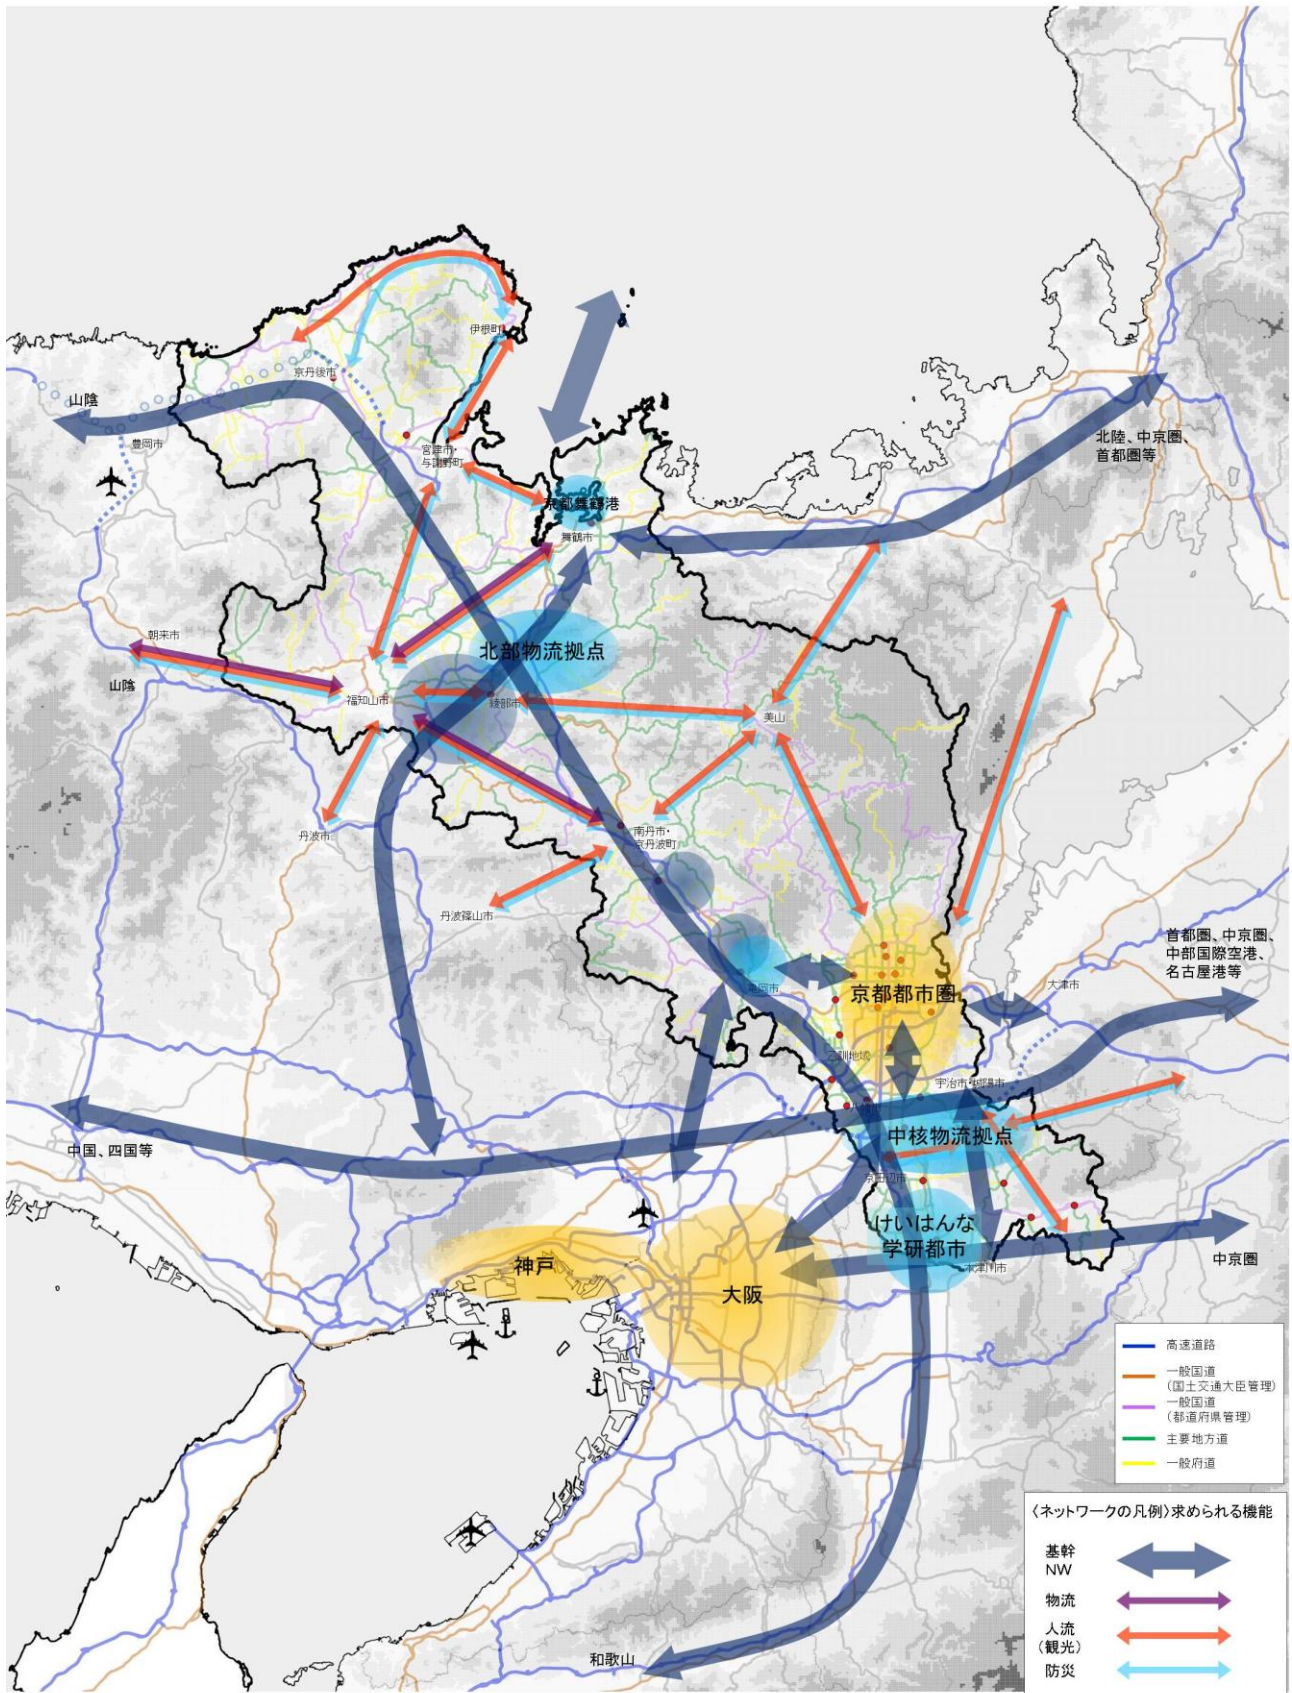 伊根町
京丹後市
山陰
豊岡市
宮津市・
与謝野町
北陸、中京圏、
首都圏等
京都舞鶴港
舞鶴市
朝来市
山陰
北部物流拠点
福知山市
綾部市
美山
丹波市
南丹市・
京丹波町
丹波篠山市
首都圏、中京圏、
中部国際空港、
名古屋港等
亀岡市
京都都市圏
大津市
乙訓地域
宇治市・城陽市
八幡市
中国、四国等
中核物流拠点
京田辺市
けいはんな
学研都市
木津川市
中京圏
神戸
大阪
和歌山
高速道路
一般国道
(国土交通大臣管理)
一般国道
(都道府県管理)
主要地方道
一般府道
〈ネットワークの凡例〉求められる機能
基幹
NW
物流
人流
(観光)
防災